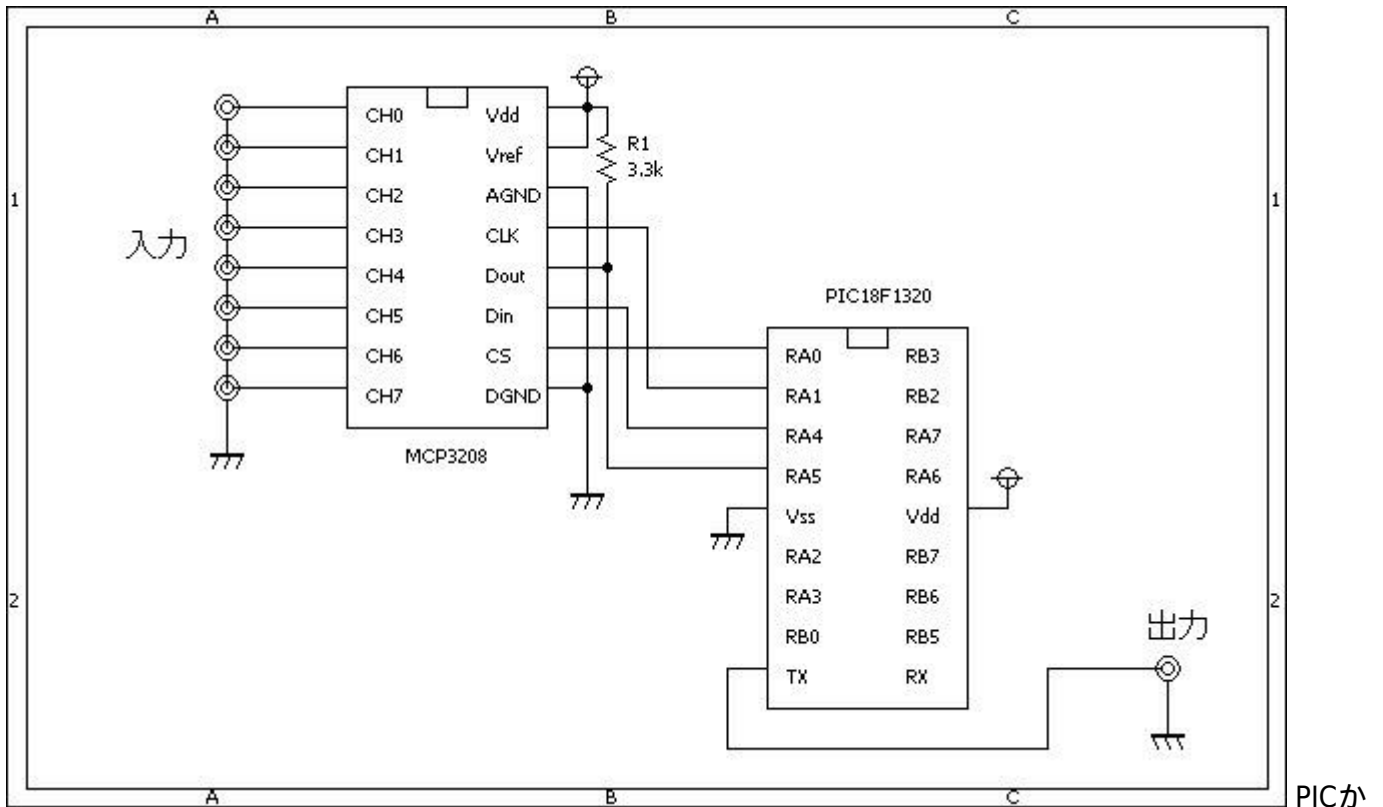 A B C
CH0 Vdd
CH1 Vref
R1
3.3k
1 CH2 AGND 1
入力 CH3 CLK
CH4 Dout
PIC18F1320
CH5 Din
CH6 CS RA0 RB3
CH7 DGND RA1 RB2
MCP3208 RA4 RA7
RA5 RA6
Vss Vdd
RA2 RB7
2 RA3 RB6 2
出力
RB0 RB5
TX RX
A B C
PICか